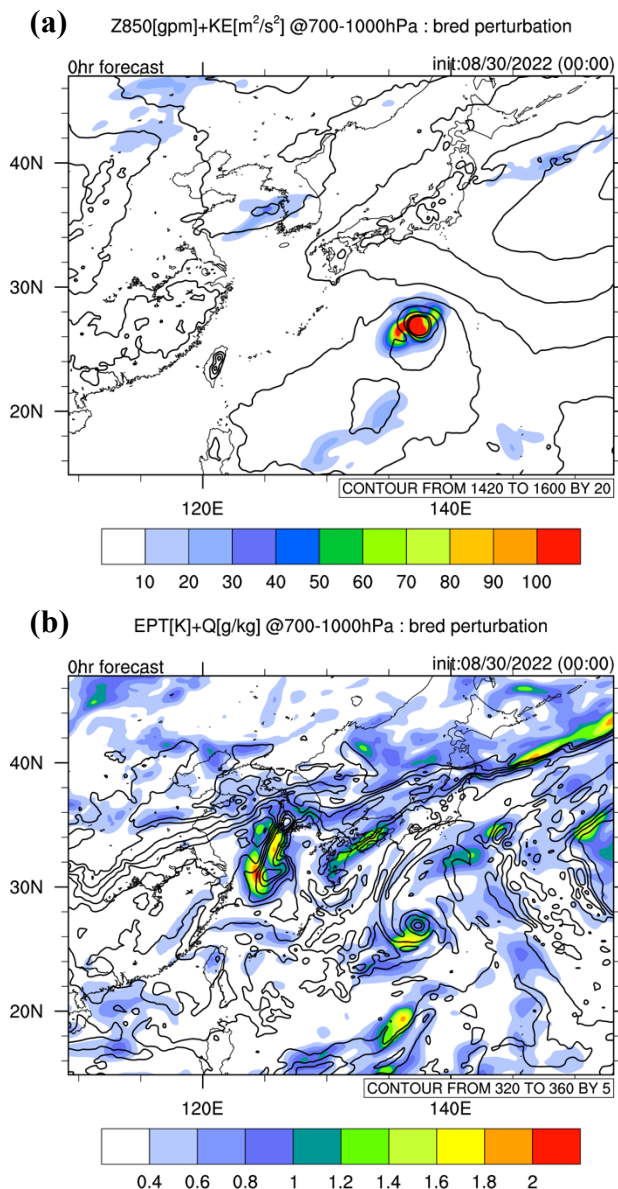 (a)
Z850[gpm]+KE[m²/s²] @700-1000hPa : bred perturbation
0hr forecast init:08/30/2022 (00:00)
40N
30N
20N
CONTOUR FROM 1420 TO 1600 BY 20
120E 140E
10 20 30 40 50 60 70 80 90 100
(b)
EPT[K]+Q[g/kg] @700-1000hPa : bred perturbation
0hr forecast init:08/30/2022 (00:00)
40N
30N
20N
CONTOUR FROM 320 TO 360 BY 5
120E 140E
0.4 0.6 0.8 1 1.2 1.4 1.6 1.8 2